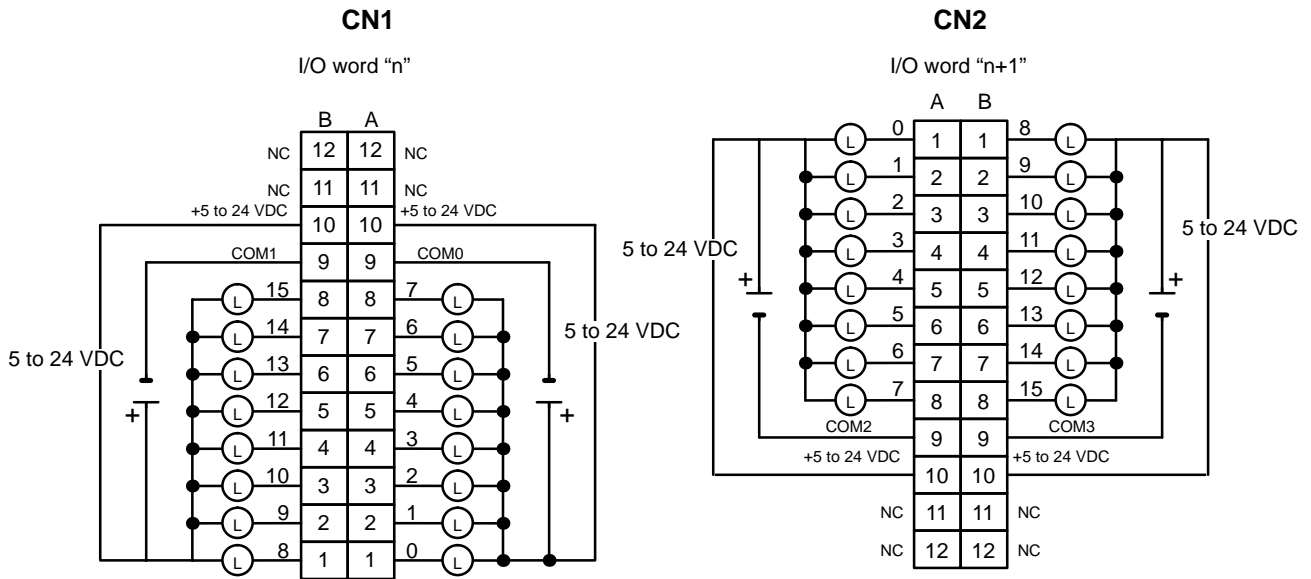 CN1
I/O word “n”
B A
NC 12 12 NC
NC 11 11 NC
+5 to 24 VDC 10 10 +5 to 24 VDC
COM1 9 9 COM0
L 15 8 8 7 L
L 14 7 7 6 L
5 to 24 VDC 5 to 24 VDC
L 13 6 6 5 L
+ L 12 5 5 4 L +
L 11 4 4 3 L
L 10 3 3 2 L
L 9 2 2 1 L
L 8 1 1 0 L
CN2
I/O word “n+1”
A B
L 0 1 1 8 L
L 1 2 2 9 L
L 2 3 3 10 L
5 to 24 VDC 5 to 24 VDC
L 3 4 4 11 L
+ L 4 5 5 12 L +
L 5 6 6 13 L
L 6 7 7 14 L
L 7 8 8 15 L
COM2 9 9 COM3
+5 to 24 VDC 10 10 +5 to 24 VDC
NC 11 11 NC
NC 12 12 NC